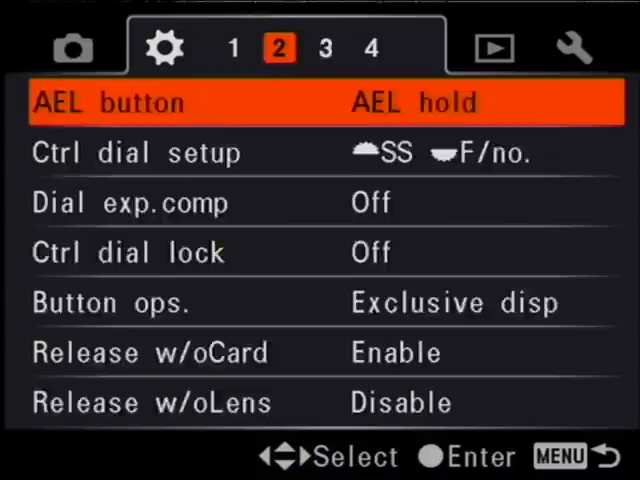 1 2 3 4
AEL button AEL hold
Ctrl dial setup SS F/no.
Dial exp.comp Off
Ctrl dial lock Off
Button ops. Exclusive disp
Release w/oCard Enable
Release w/oLens Disable
Select Enter MENU